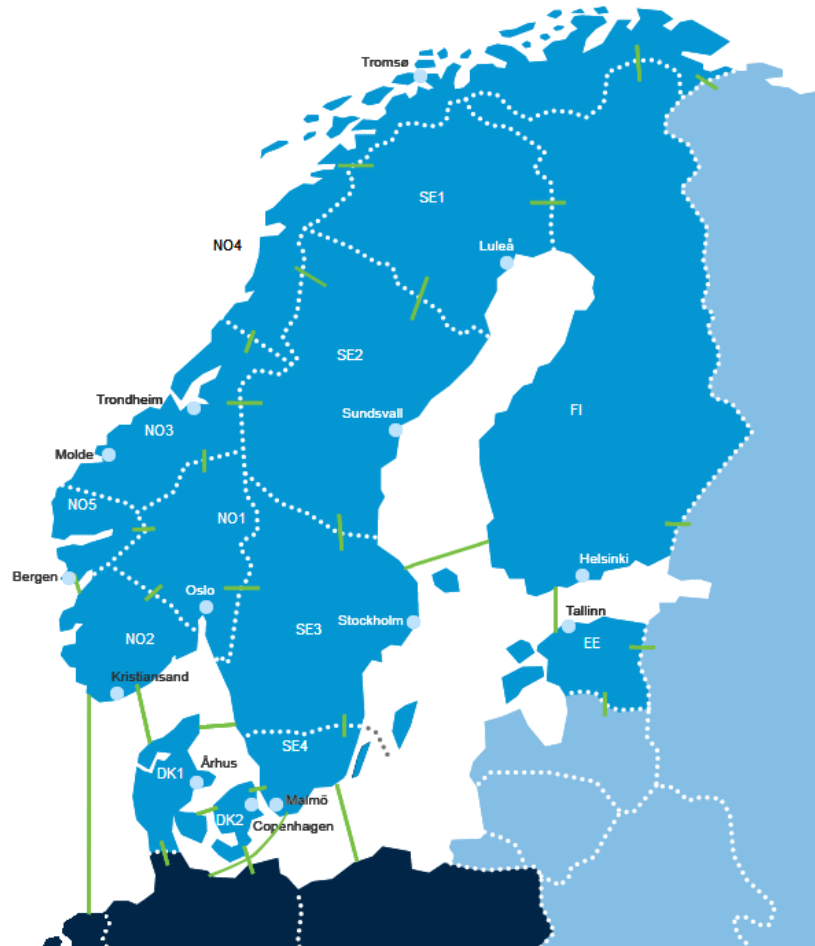 Tromsø
SE1
NO4
Luleå
SE2
Trondheim
FI
Sundsvall
NO3
Molde
NO5
NO1
Helsinki
Bergen
Oslo
Tallinn
Stockholm
SE3
NO2
EE
Kristiansand
SE4
Århus
DK1
Malmö
DK2
Copenhagen